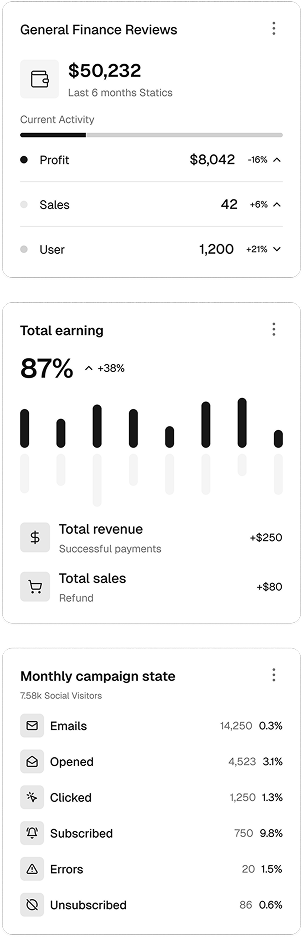 General Finance Reviews
$50,232
Last 6 months Statics
Current Activity
Profit $8,042 -16%
Sales 42 +6%
User 1,200 +21%
Total earning
87% +38%
Total revenue
Successful payments
+$250
Total sales
Refund
+$80
Monthly campaign state
7.58k Social Visitors
Emails 14,250 0.3%
Opened 4,523 3.1%
Clicked 1,250 1.3%
Subscribed 750 9.8%
Errors 20 1.5%
Unsubscribed 86 0.6%